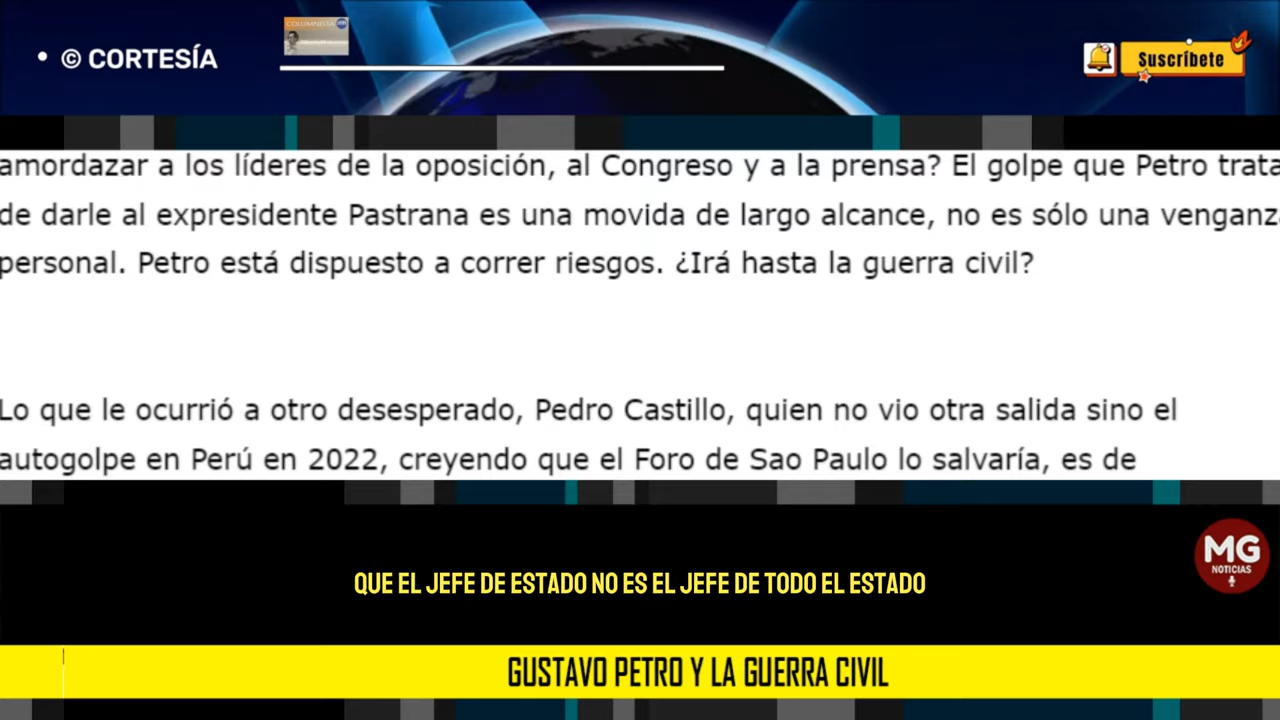 • © CORTESÍA
COLUMNISTA
Suscríbete
amordazar a los líderes de la oposición, al Congreso y a la prensa? El golpe que Petro trata
de darle al expresidente Pastrana es una movida de largo alcance, no es sólo una venganza
personal. Petro está dispuesto a correr riesgos. ¿Irá hasta la guerra civil?
Lo que le ocurrió a otro desesperado, Pedro Castillo, quien no vio otra salida sino el
autogolpe en Perú en 2022, creyendo que el Foro de Sao Paulo lo salvaría, es de
MG
NOTICIAS
QUE EL JEFE DE ESTADO NO ES EL JEFE DE TODO EL ESTADO
GUSTAVO PETRO Y LA GUERRA CIVIL